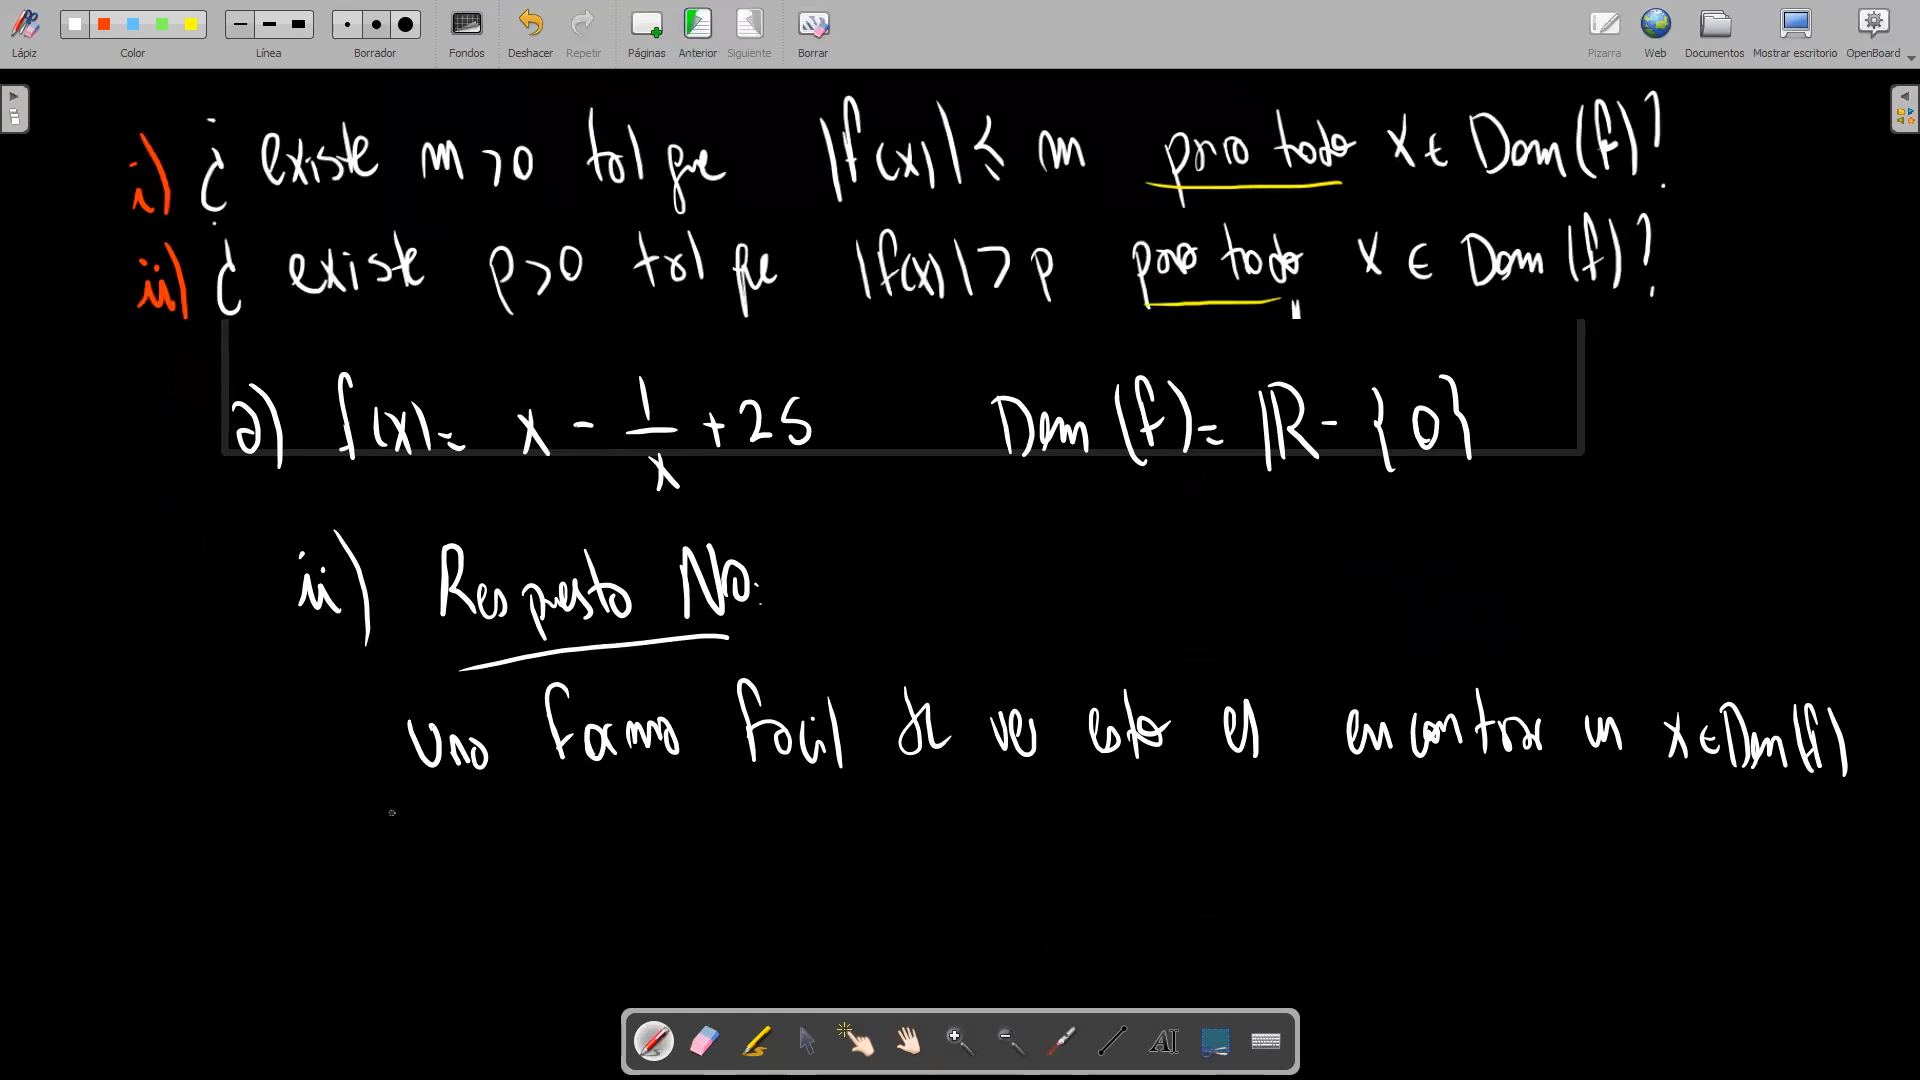 Lápiz Color Línea Borrador Fondos Deshacer Repetir Páginas Anterior Siguiente Borrar Pizarra Web Documentos Mostrar escritorio OpenBoard
i) ¿ existe m>0 tal que |f(x)| ≤ m para todo x ∈ Dom(f)?
ii) ¿ existe p>0 tal que |f(x)| > p para todo x ∈ Dom(f)?
a) f(x) = x - 1/x + 25 Dom(f) = ℝ - {0}
ii) Respuesta No.
Una forma fácil de ver esto es encontrar un x ∈ Dom(f)